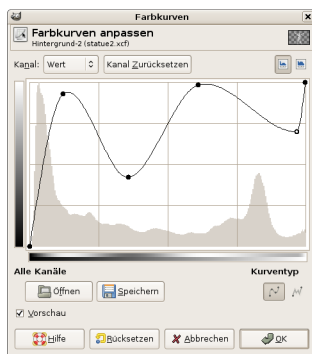 Farbkurven
Farbkurven anpassen
Hintergrund-2 (statue2.xcf)
Kanal: Wert Kanal Zurücksetzen
Alle Kanäle Kurventyp
Öffnen Speichern
Vorschau
Hilfe Rücksetzen Abbrechen OK